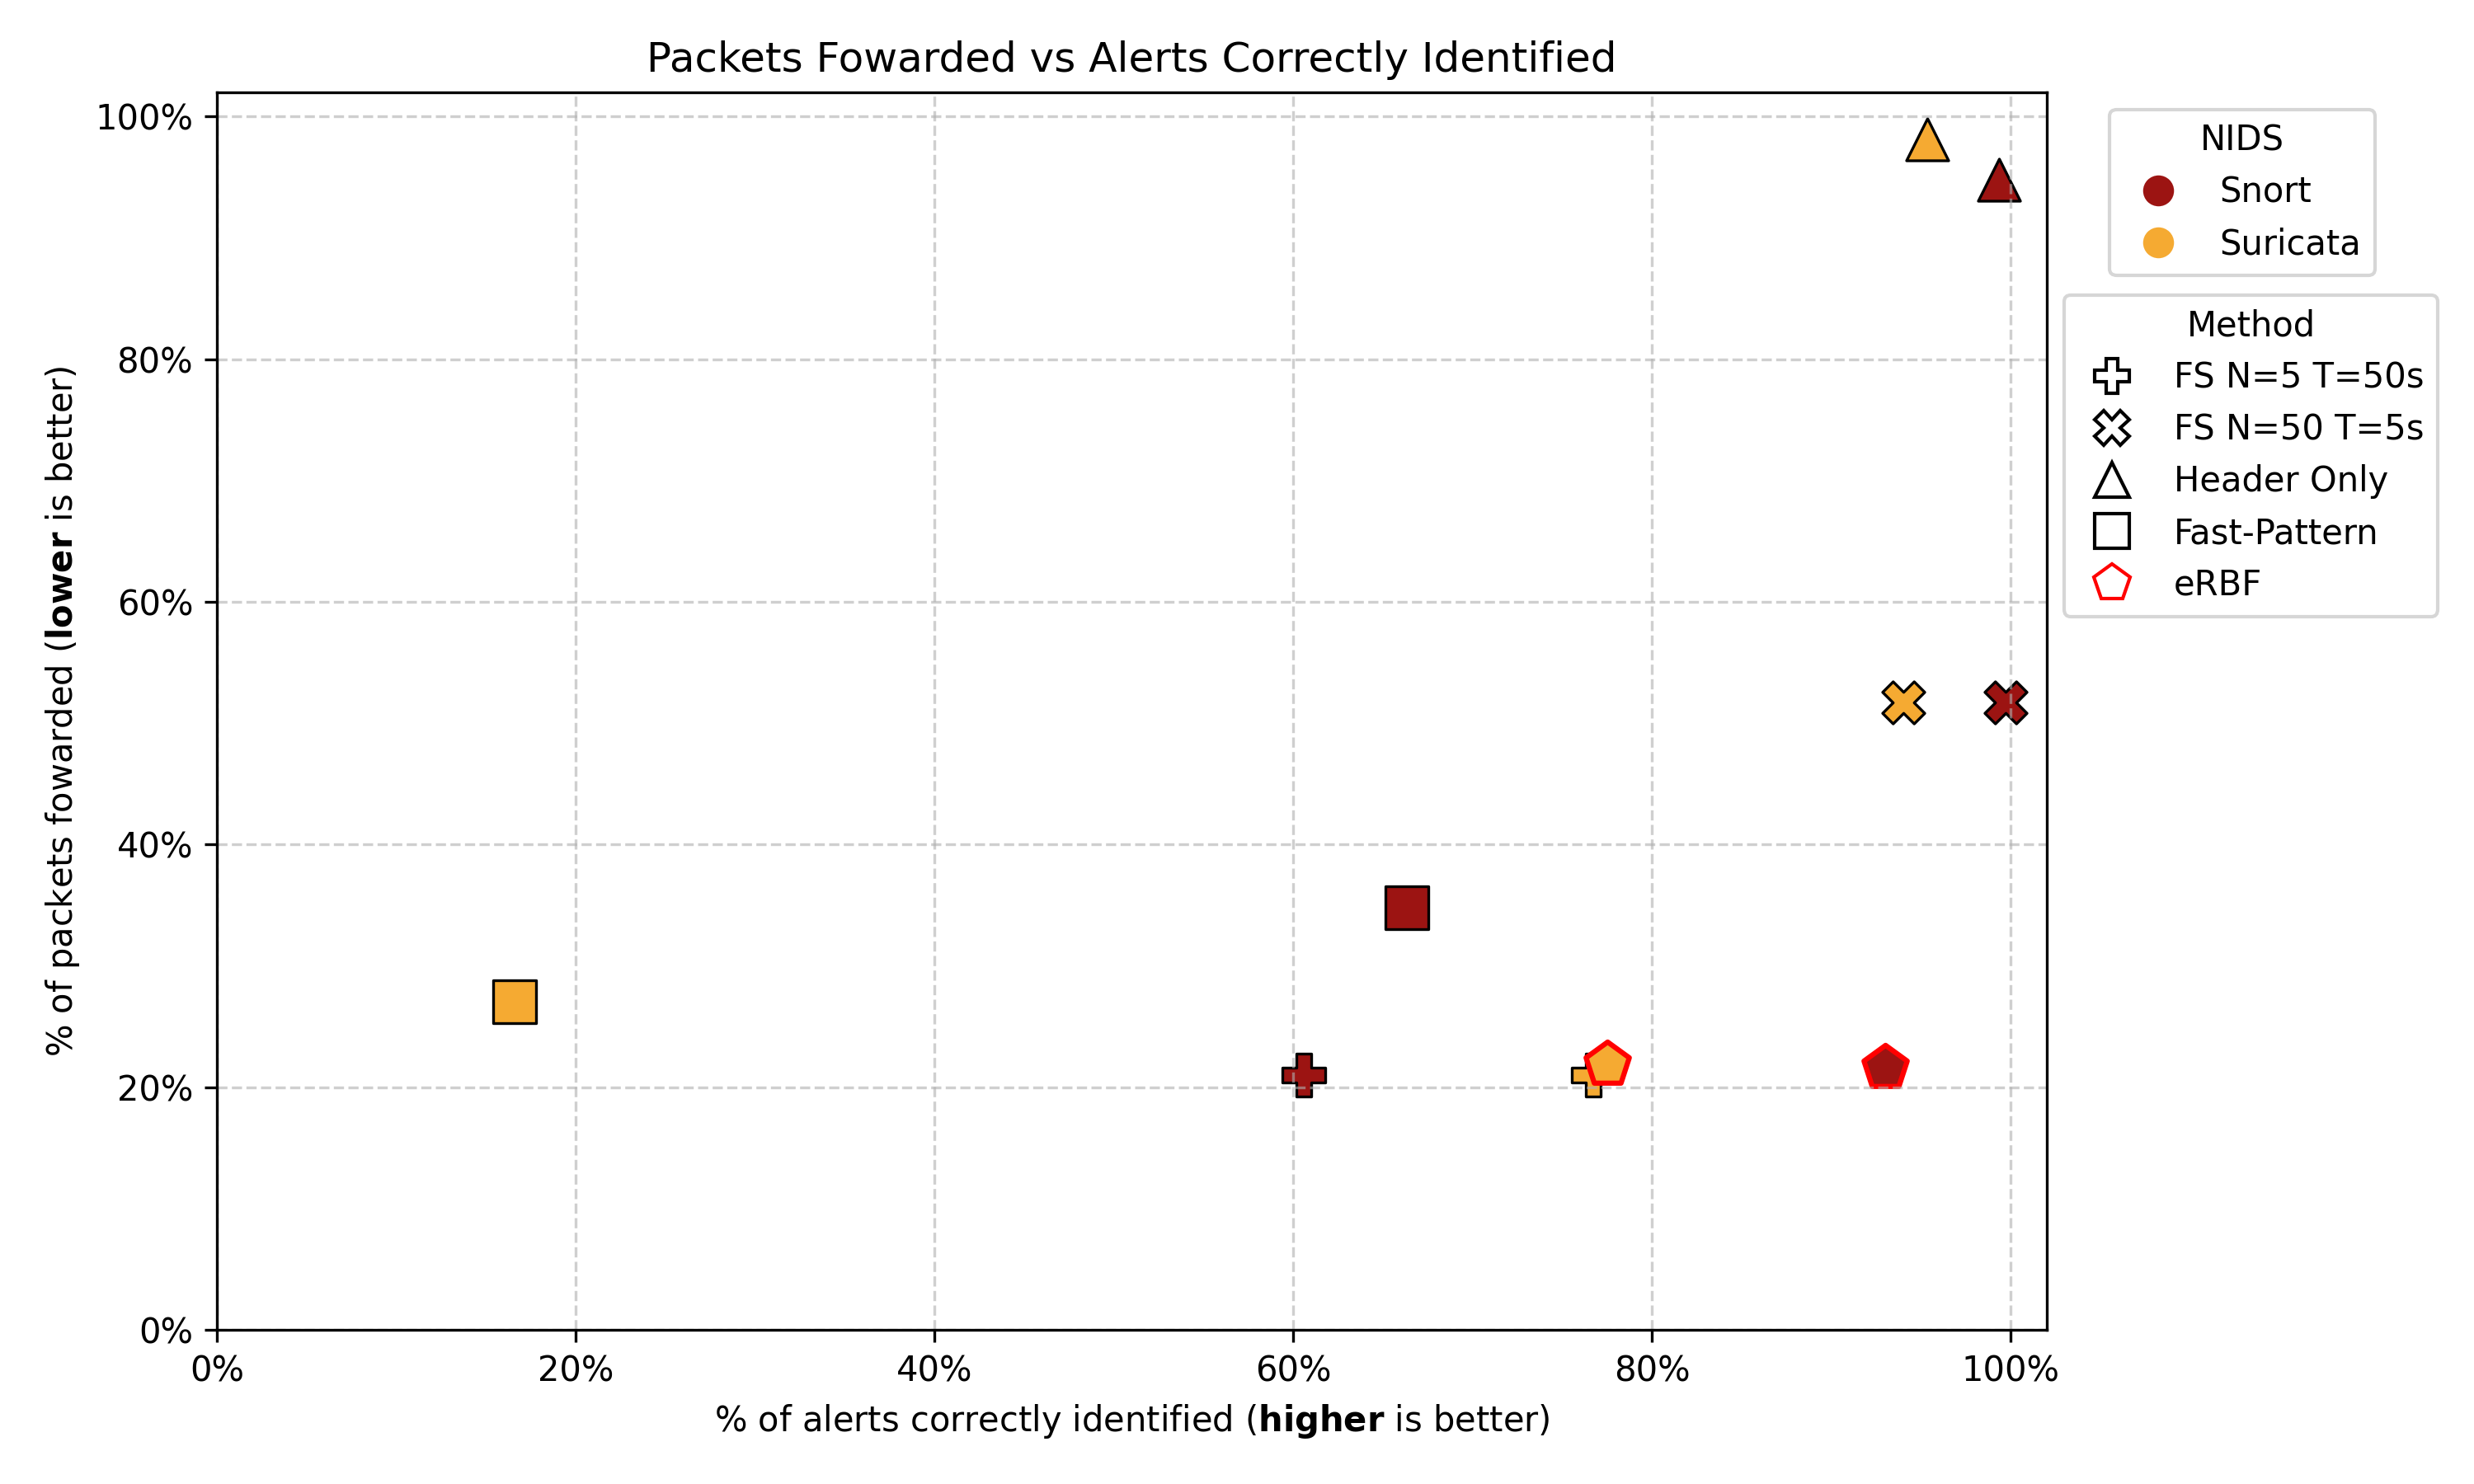 Packets Fowarded vs Alerts Correctly Identified
100%
80%
60%
40%
20%
0%
% of packets fowarded (lower is better)
0%
20%
40%
60%
80%
100%
% of alerts correctly identified (higher is better)
NIDS
Snort
Suricata
Method
FS N=5 T=50s
FS N=50 T=5s
Header Only
Fast-Pattern
eRBF